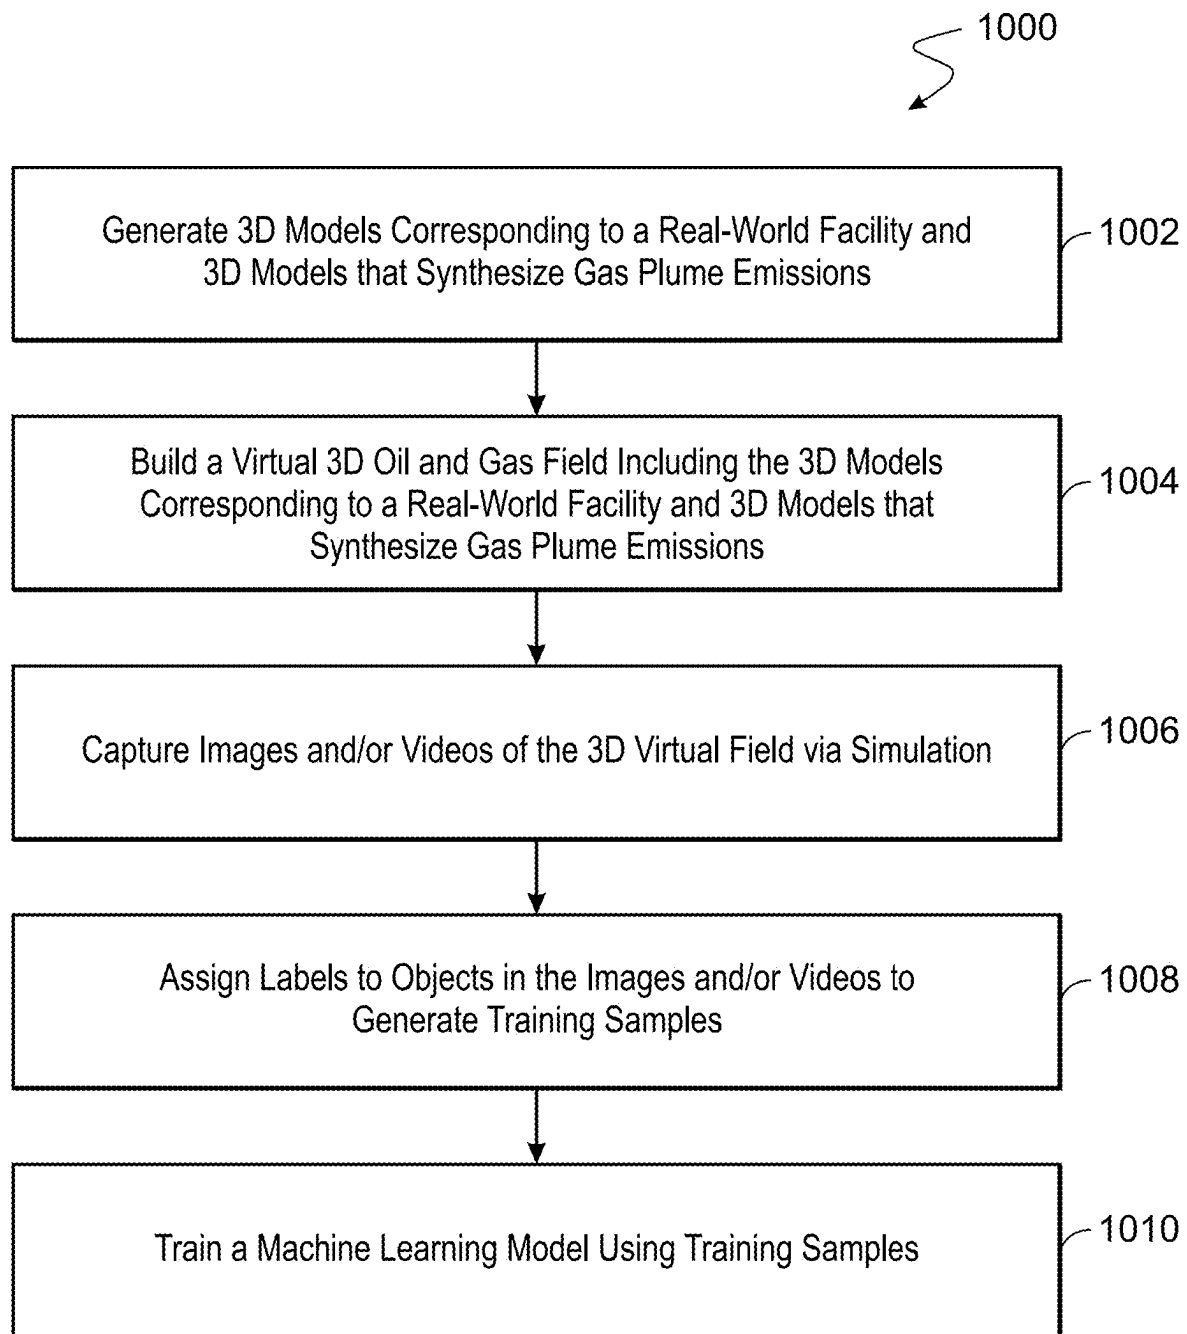 1000
Generate 3D Models Corresponding to a Real-World Facility and
3D Models that Synthesize Gas Plume Emissions
1002
Build a Virtual 3D Oil and Gas Field Including the 3D Models
Corresponding to a Real-World Facility and 3D Models that
Synthesize Gas Plume Emissions
1004
Capture Images and/or Videos of the 3D Virtual Field via Simulation
1006
Assign Labels to Objects in the Images and/or Videos to
Generate Training Samples
1008
Train a Machine Learning Model Using Training Samples
1010